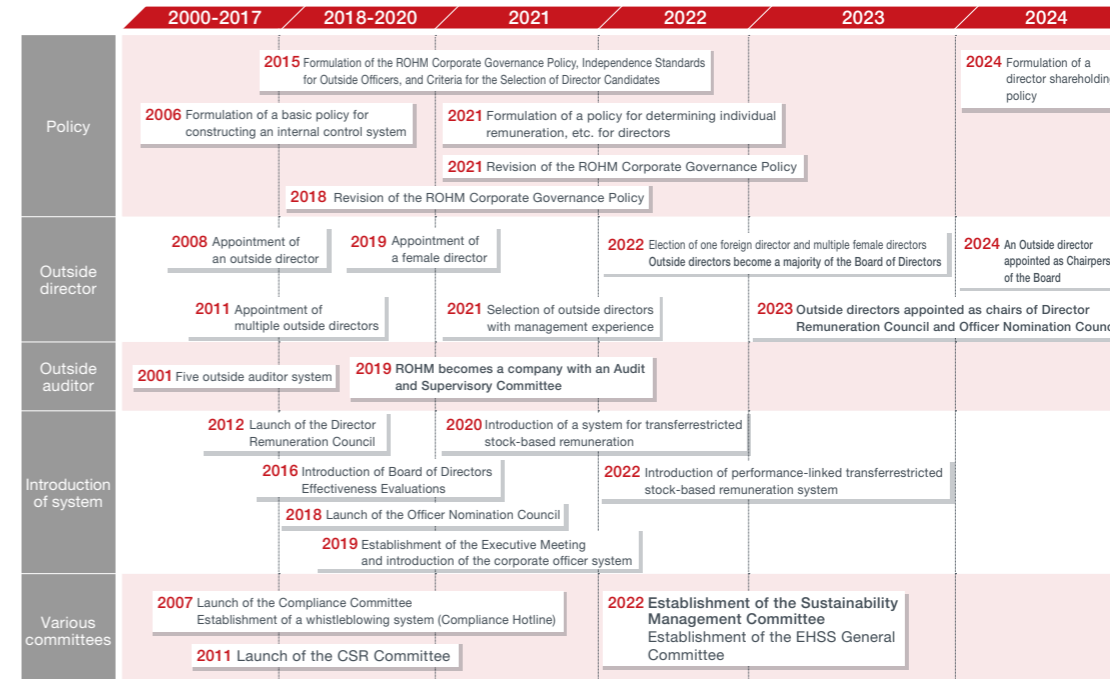 2000-2017
2018-2020
2021
2022
2023
2024
Policy
2015 Formulation of the ROHM Corporate Governance Policy, Independence Standards
for Outside Officers, and Criteria for the Selection of Director Candidates
2024 Formulation of a
director shareholding
policy
2006 Formulation of a basic policy for
constructing an internal control system
2021 Formulation of a policy for determining individual
remuneration, etc. for directors
2021 Revision of the ROHM Corporate Governance Policy
2018 Revision of the ROHM Corporate Governance Policy
Outside
director
2008 Appointment of
an outside director
2019 Appointment of
a female director
2022 Election of one foreign director and multiple female directors
Outside directors become a majority of the Board of Directors
2024 An Outside director
appointed as Chairpers
of the Board
2011 Appointment of
multiple outside directors
2021 Selection of outside directors
with management experience
2023 Outside directors appointed as chairs of Director
Remuneration Council and Officer Nomination Counc
Outside
auditor
2001 Five outside auditor system
2019 ROHM becomes a company with an Audit
and Supervisory Committee
Introduction
of system
2012 Launch of the Director
Remuneration Council
2020 Introduction of a system for transferrestricted
stock-based remuneration
2016 Introduction of Board of Directors
Effectiveness Evaluations
2022 Introduction of performance-linked transferrestricted
stock-based remuneration system
2018 Launch of the Officer Nomination Council
2019 Establishment of the Executive Meeting
and introduction of the corporate officer system
Various
committees
2007 Launch of the Compliance Committee
Establishment of a whistleblowing system (Compliance Hotline)
2022 Establishment of the Sustainability
Management Committee
Establishment of the EHSS General
Committee
2011 Launch of the CSR Committee